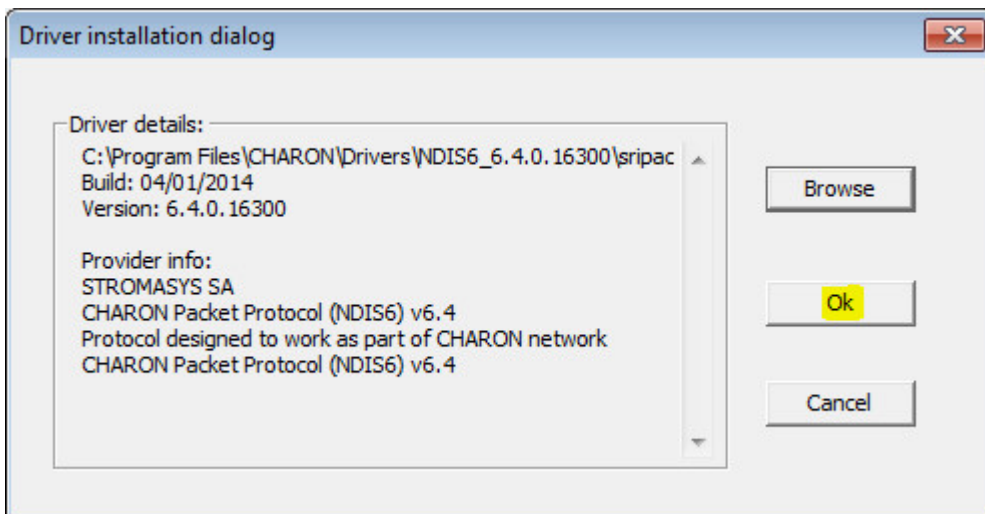 Driver installation dialog
Driver details:
C:\Program Files\CHARON\Drivers\NDIS6_6.4.0.16300\sripac
Build: 04/01/2014
Version: 6.4.0.16300
Provider info:
STROMASYS SA
CHARON Packet Protocol (NDIS6) v6.4
Protocol designed to work as part of CHARON network
CHARON Packet Protocol (NDIS6) v6.4
Browse
Ok
Cancel